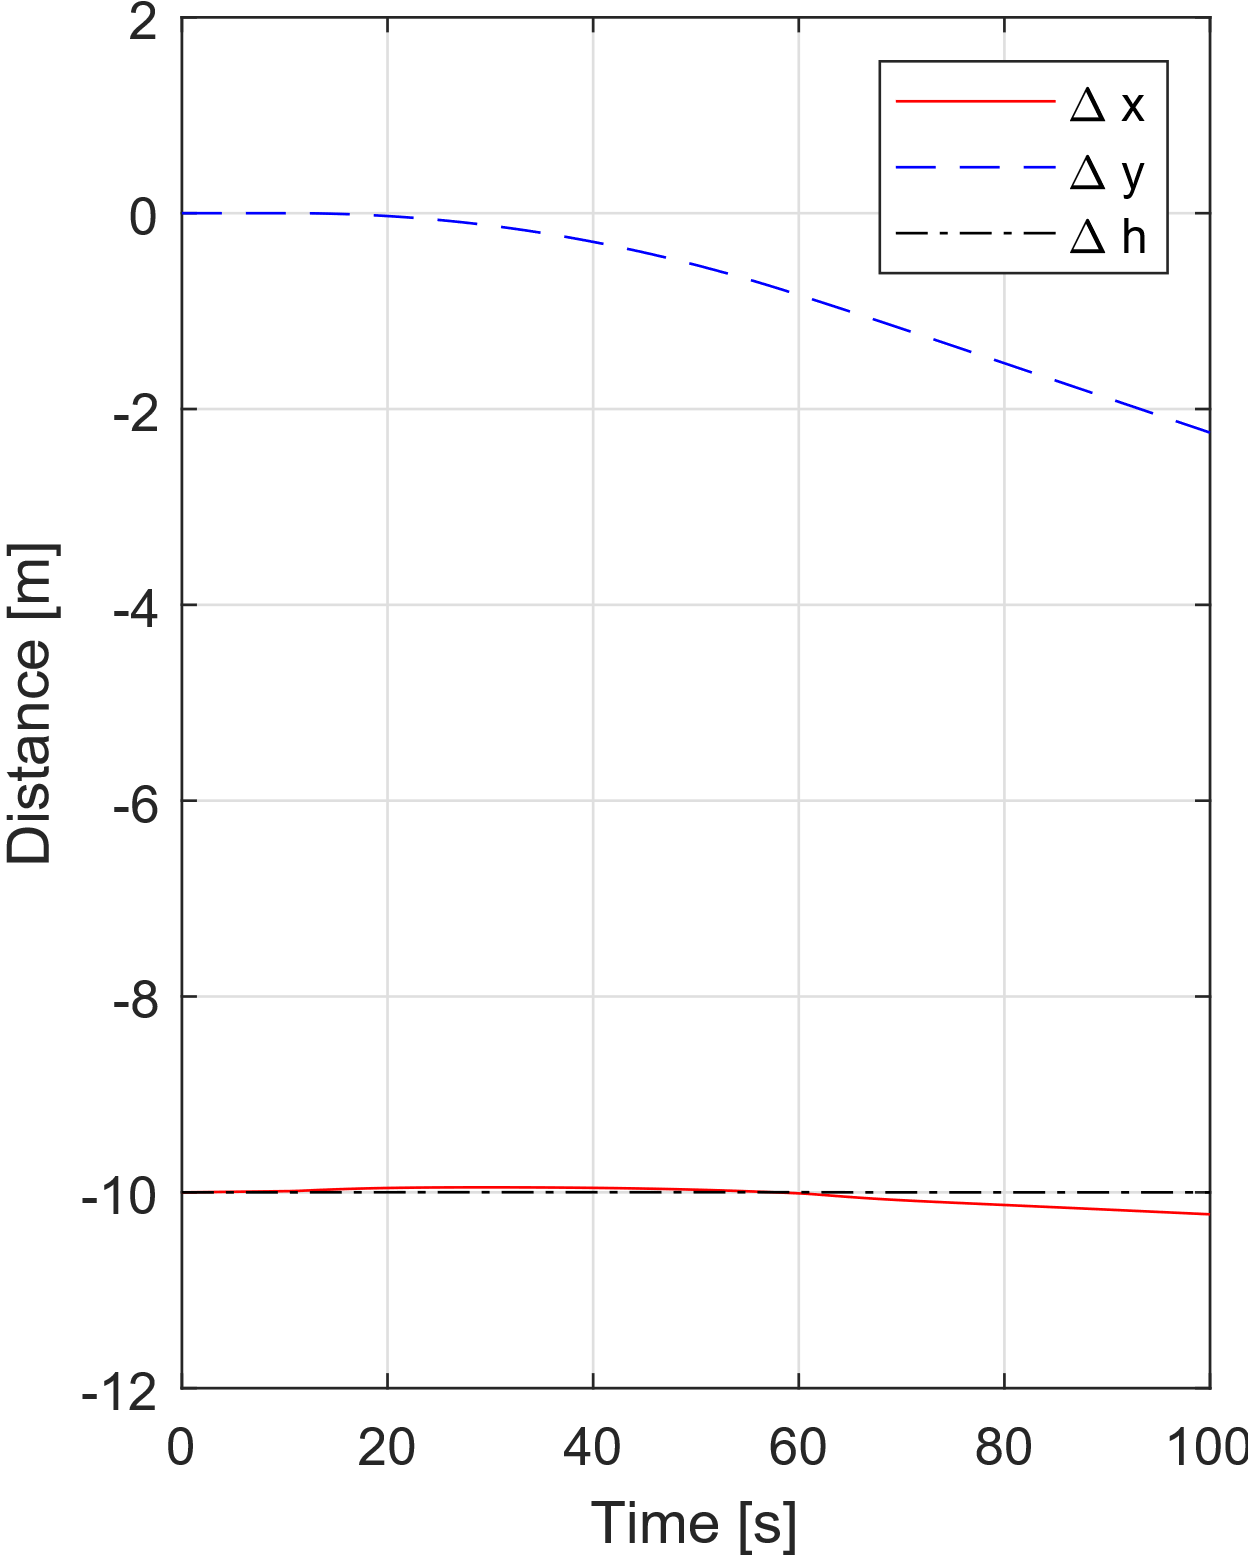 2
0
-2
-4
-6
-8
-10
-12
0 20 40 60 80 100
Time [s]
Distance [m]
Δ x
Δ y
Δ h